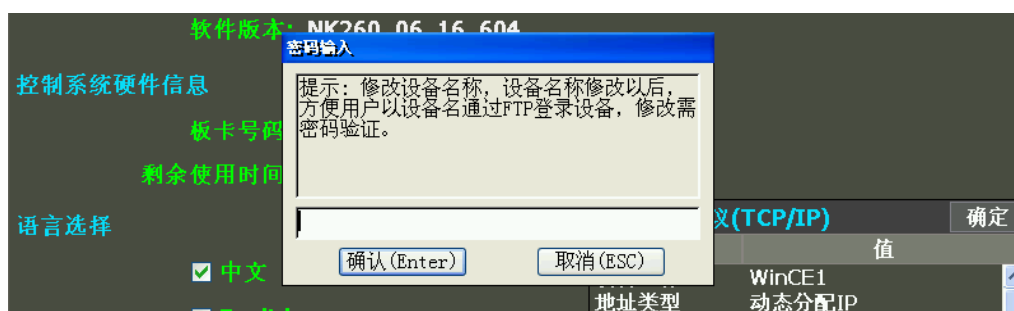 软件版本: NK260 06 16 604
密码输入
控制系统硬件信息
提示：修改设备名称，设备名称修改以后，
方便用户以设备名通过FTP登录设备，修改需
密码验证。
板卡号码
剩余使用时间
语言选择
议(TCP/IP)
确定
值
确认(Enter)
取消(ESC)
中文
WinCE1
地址类型
动态分配IP